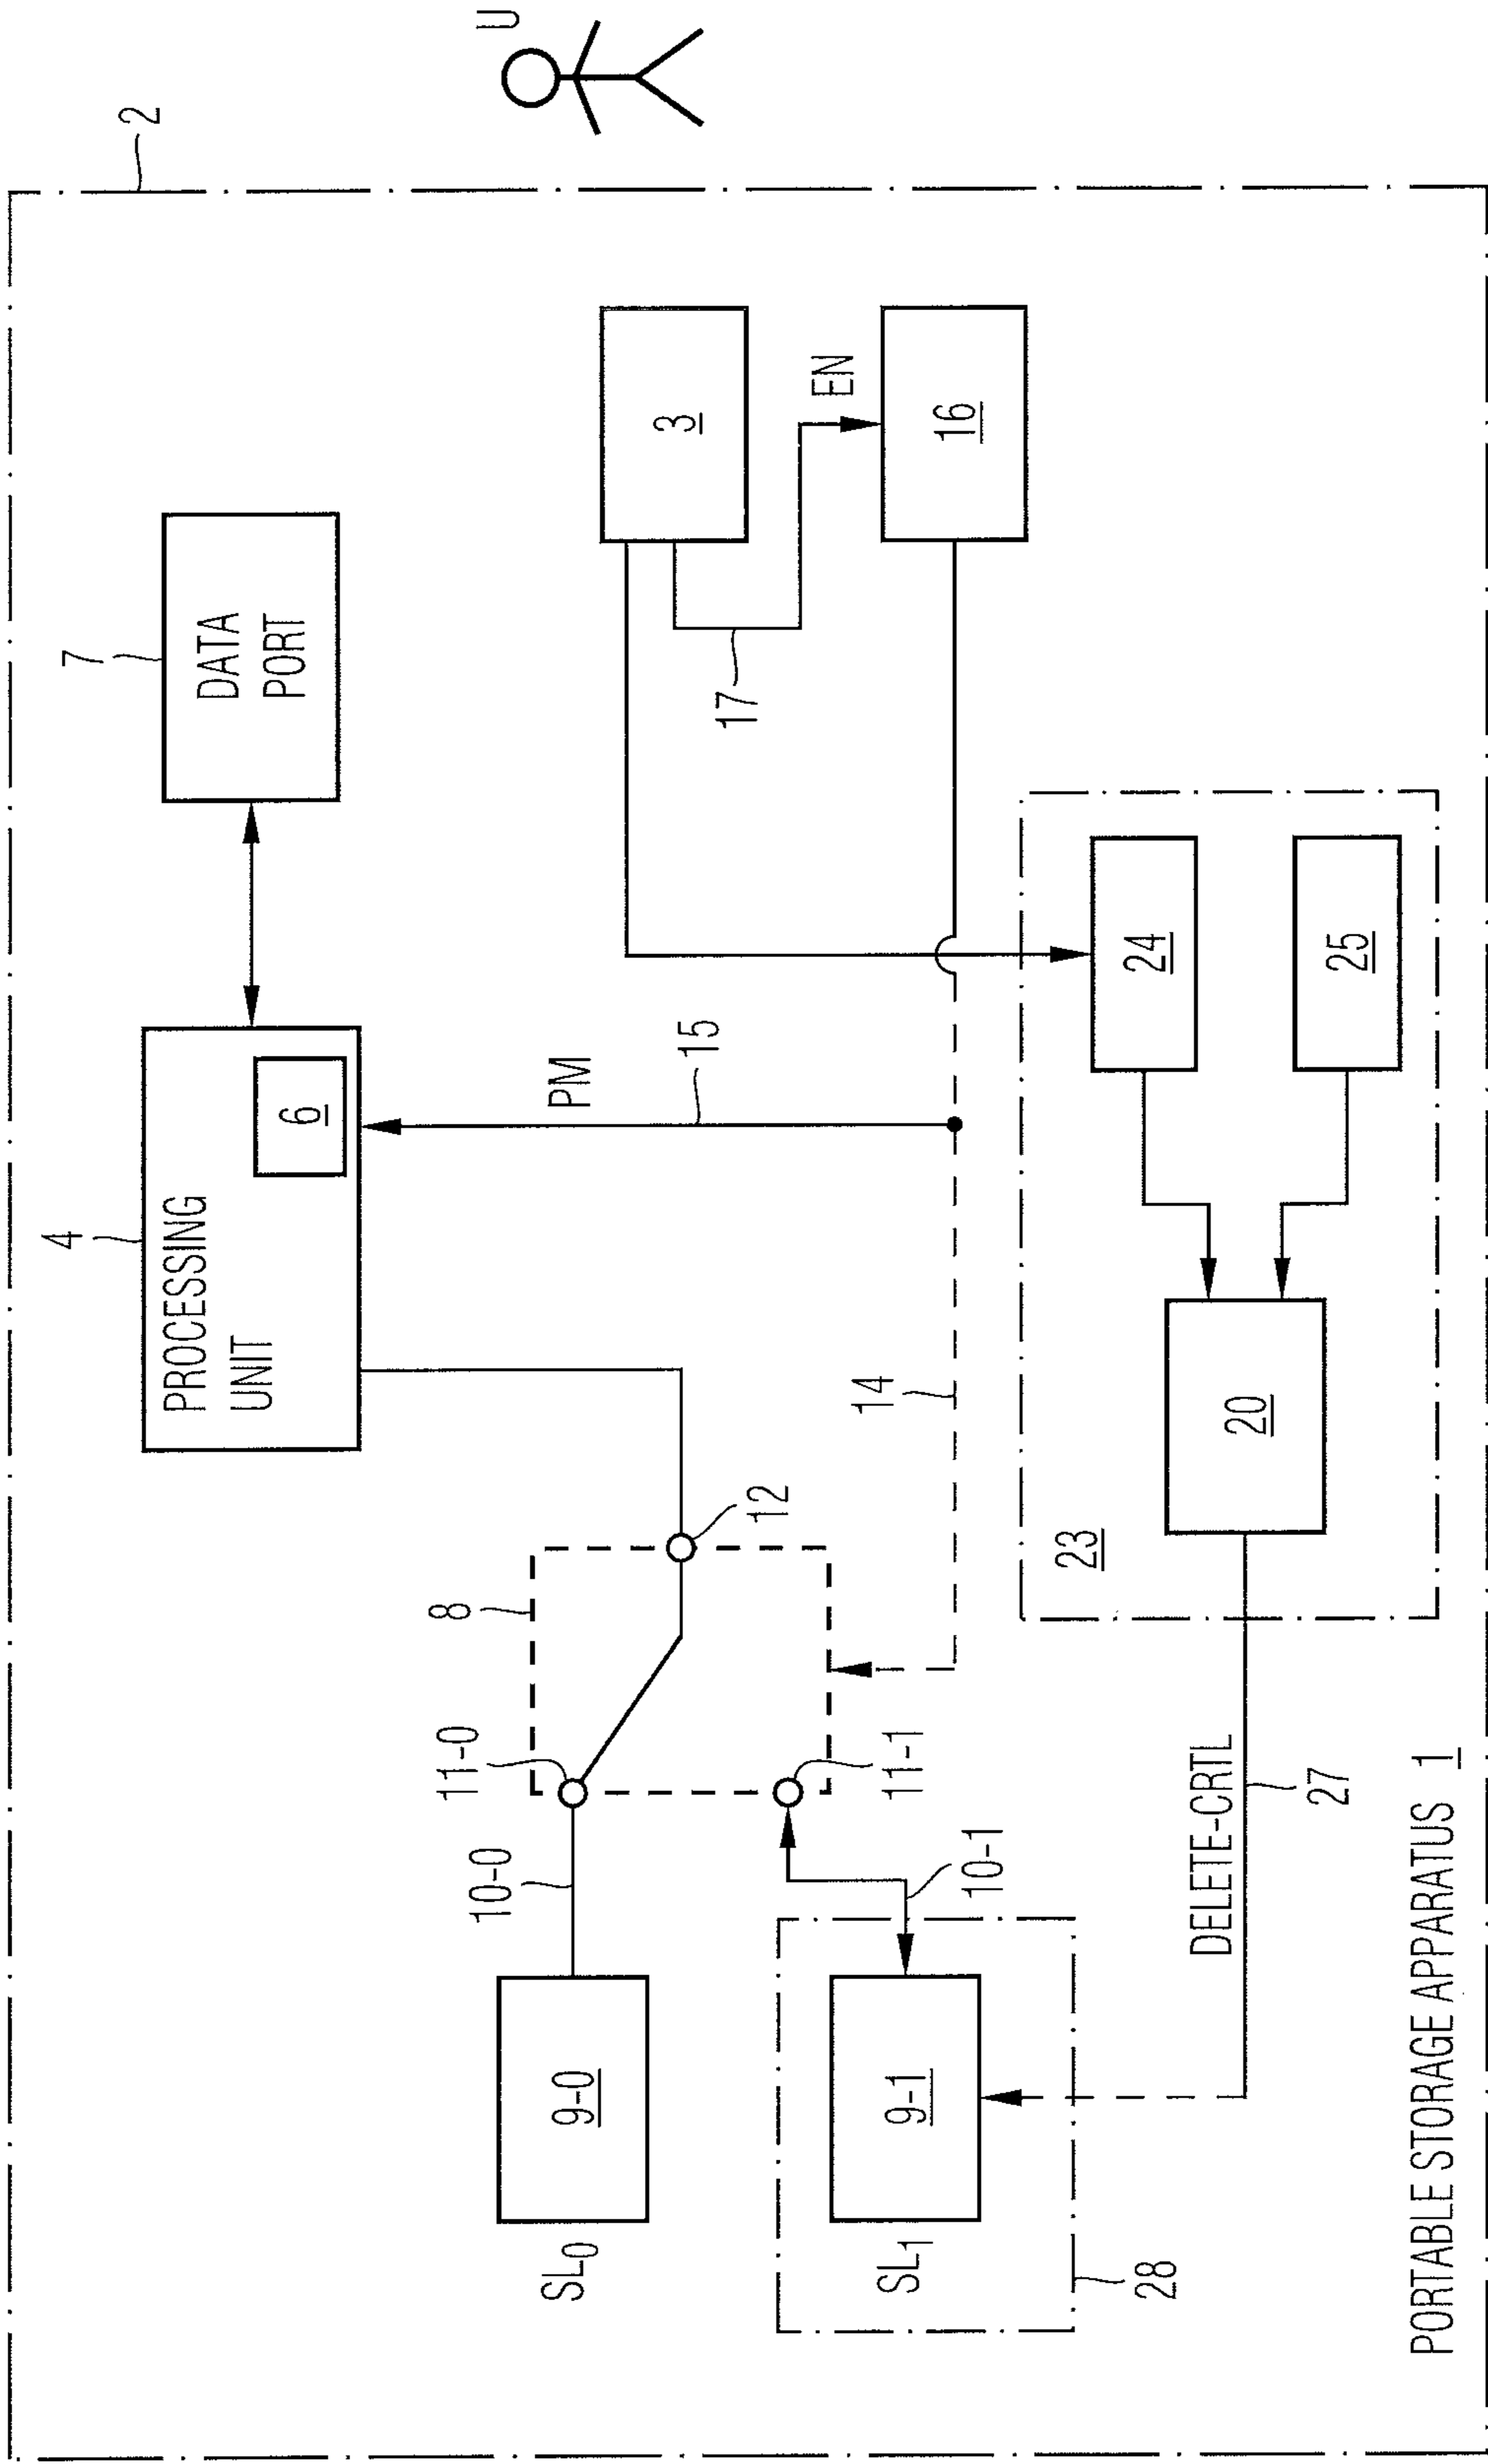 U
2
7
DATA
PORT
3
EN
16
17
4
PROCESSING
UNIT
6
PM
15
24
25
14
20
23
12
8
11-0
11-1
10-0
10-1
9-0
SL0
9-1
SL1
28
DELETE-CRTL
27
PORTABLE STORAGE APPARATUS 1